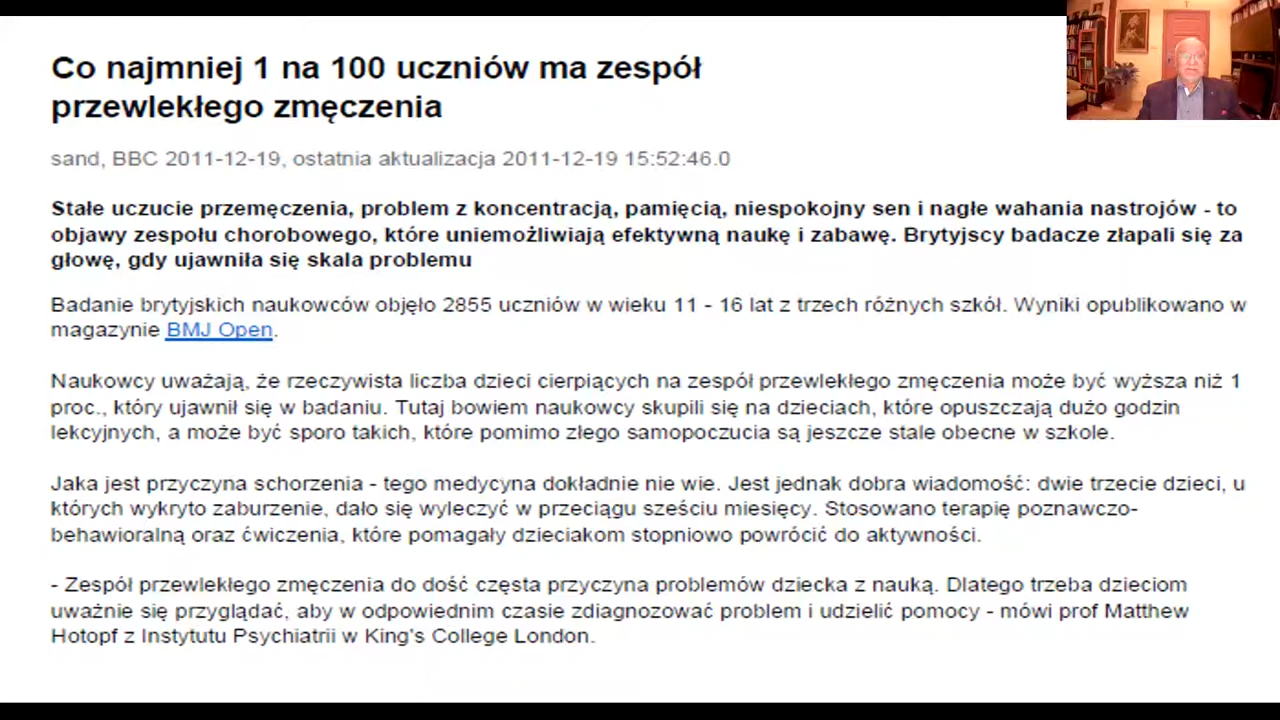 Co najmniej 1 na 100 uczniów ma zespół
przewlekłego zmęczenia
sand, BBC 2011-12-19, ostatnia aktualizacja 2011-12-19 15:52:46.0
Stałe uczucie przemęczenia, problem z koncentracją, pamięcią, niespokojny sen i nagłe wahania nastrojów - to
objawy zespołu chorobowego, które uniemożliwiają efektywną naukę i zabawę. Brytyjscy badacze złapali się za
głowę, gdy ujawniła się skala problemu
Badanie brytyjskich naukowców objęło 2855 uczniów w wieku 11 - 16 lat z trzech różnych szkół. Wyniki opublikowano w
magazynie BMJ Open.
Naukowcy uważają, że rzeczywista liczba dzieci cierpiących na zespół przewlekłego zmęczenia może być wyższa niż 1
proc., który ujawnił się w badaniu. Tutaj bowiem naukowcy skupili się na dzieciach, które opuszczają dużo godzin
lekcyjnych, a może być sporo takich, które pomimo złego samopoczucia są jeszcze stale obecne w szkole.
Jaka jest przyczyna schorzenia - tego medycyna dokładnie nie wie. Jest jednak dobra wiadomość: dwie trzecie dzieci, u
których wykryto zaburzenie, dało się wyleczyć w przeciągu sześciu miesięcy. Stosowano terapię poznawczo-
behawioralną oraz ćwiczenia, które pomagały dzieciakom stopniowo powrócić do aktywności.
- Zespół przewlekłego zmęczenia do dość częsta przyczyna problemów dziecka z nauką. Dlatego trzeba dzieciom
uważnie się przyglądać, aby w odpowiednim czasie zdiagnozować problem i udzielić pomocy - mówi prof Matthew
Hotopf z Instytutu Psychiatrii w King's College London.